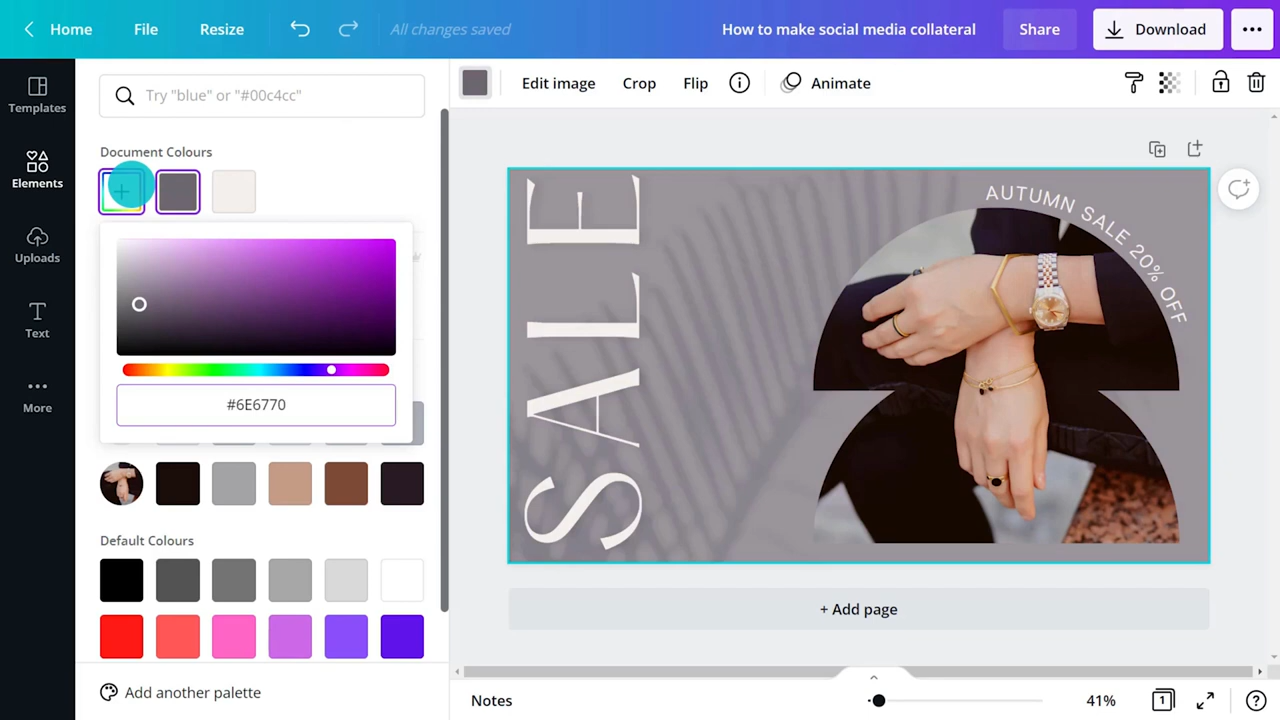 Home
File
Resize
All changes saved
How to make social media collateral
Share
Download
Templates
Elements
Uploads
Text
More
Try "blue" or "#00c4cc"
Document Colours
#6E6770
Default Colours
Add another palette
Edit image
Crop
Flip
Animate
SALE
AUTUMN SALE 20% OFF
+ Add page
Notes
41%
1